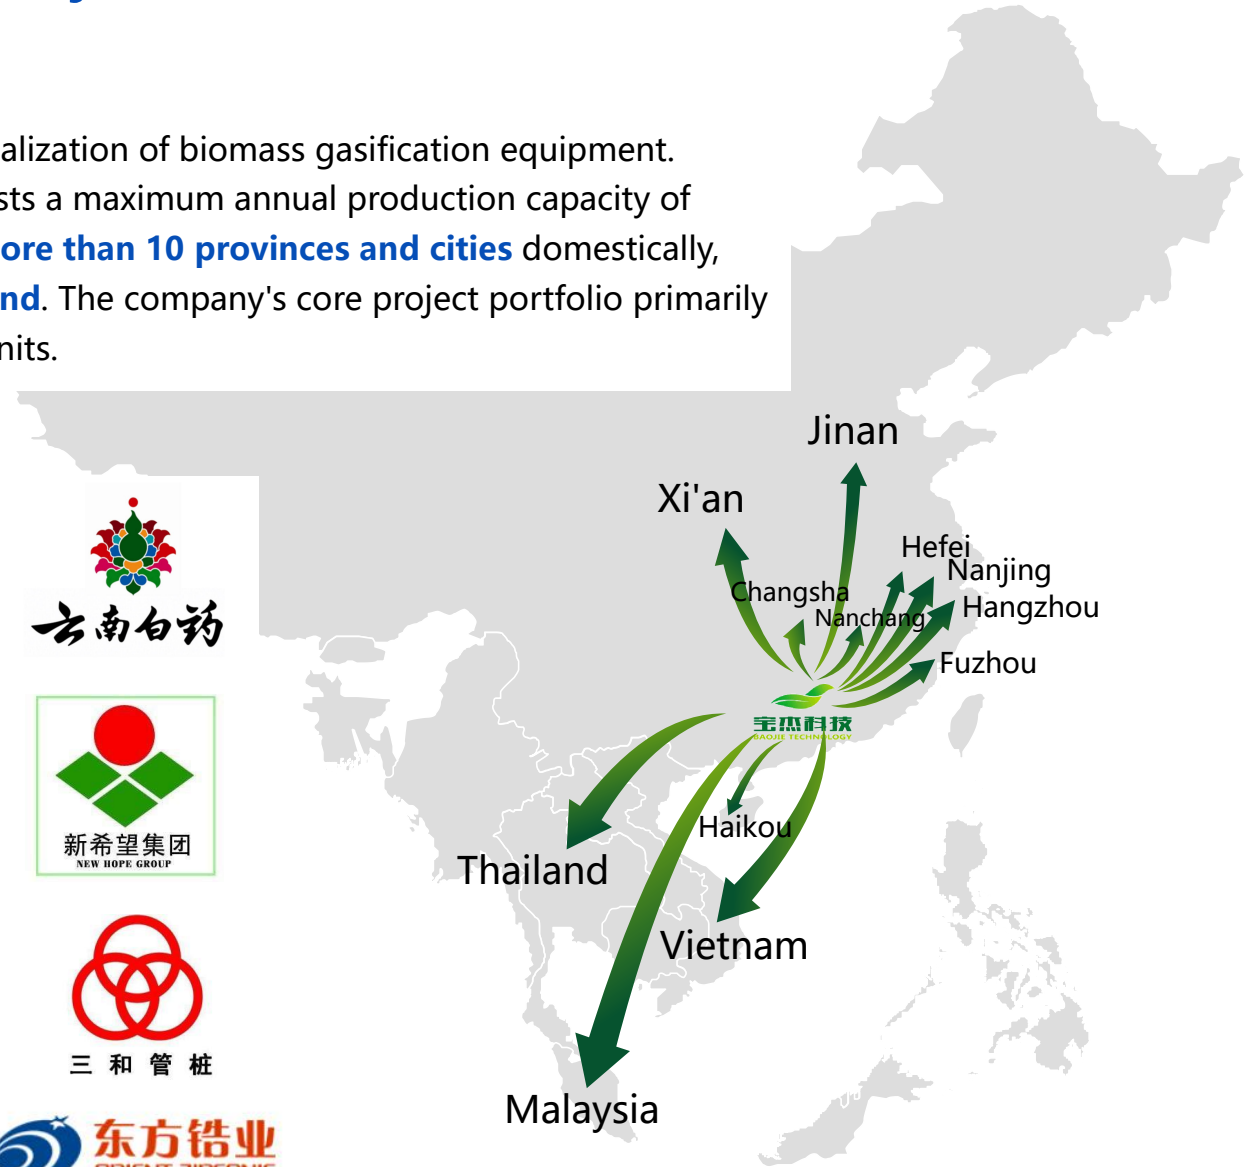 alization of biomass gasification equipment.
sts a maximum annual production capacity of
ore than 10 provinces and cities domestically,
nd. The company's core project portfolio primarily
nits.
Jinan
Xi'an
Hefei
Nanjing
Changsha
Hangzhou
Nanchang
Fuzhou
宝杰科技
BAOJIE TECHNOLOGY
Haikou
Thailand
Vietnam
Malaysia
云南白药
新希望集团
NEW HOPE GROUP
三和管桩
东方锆业